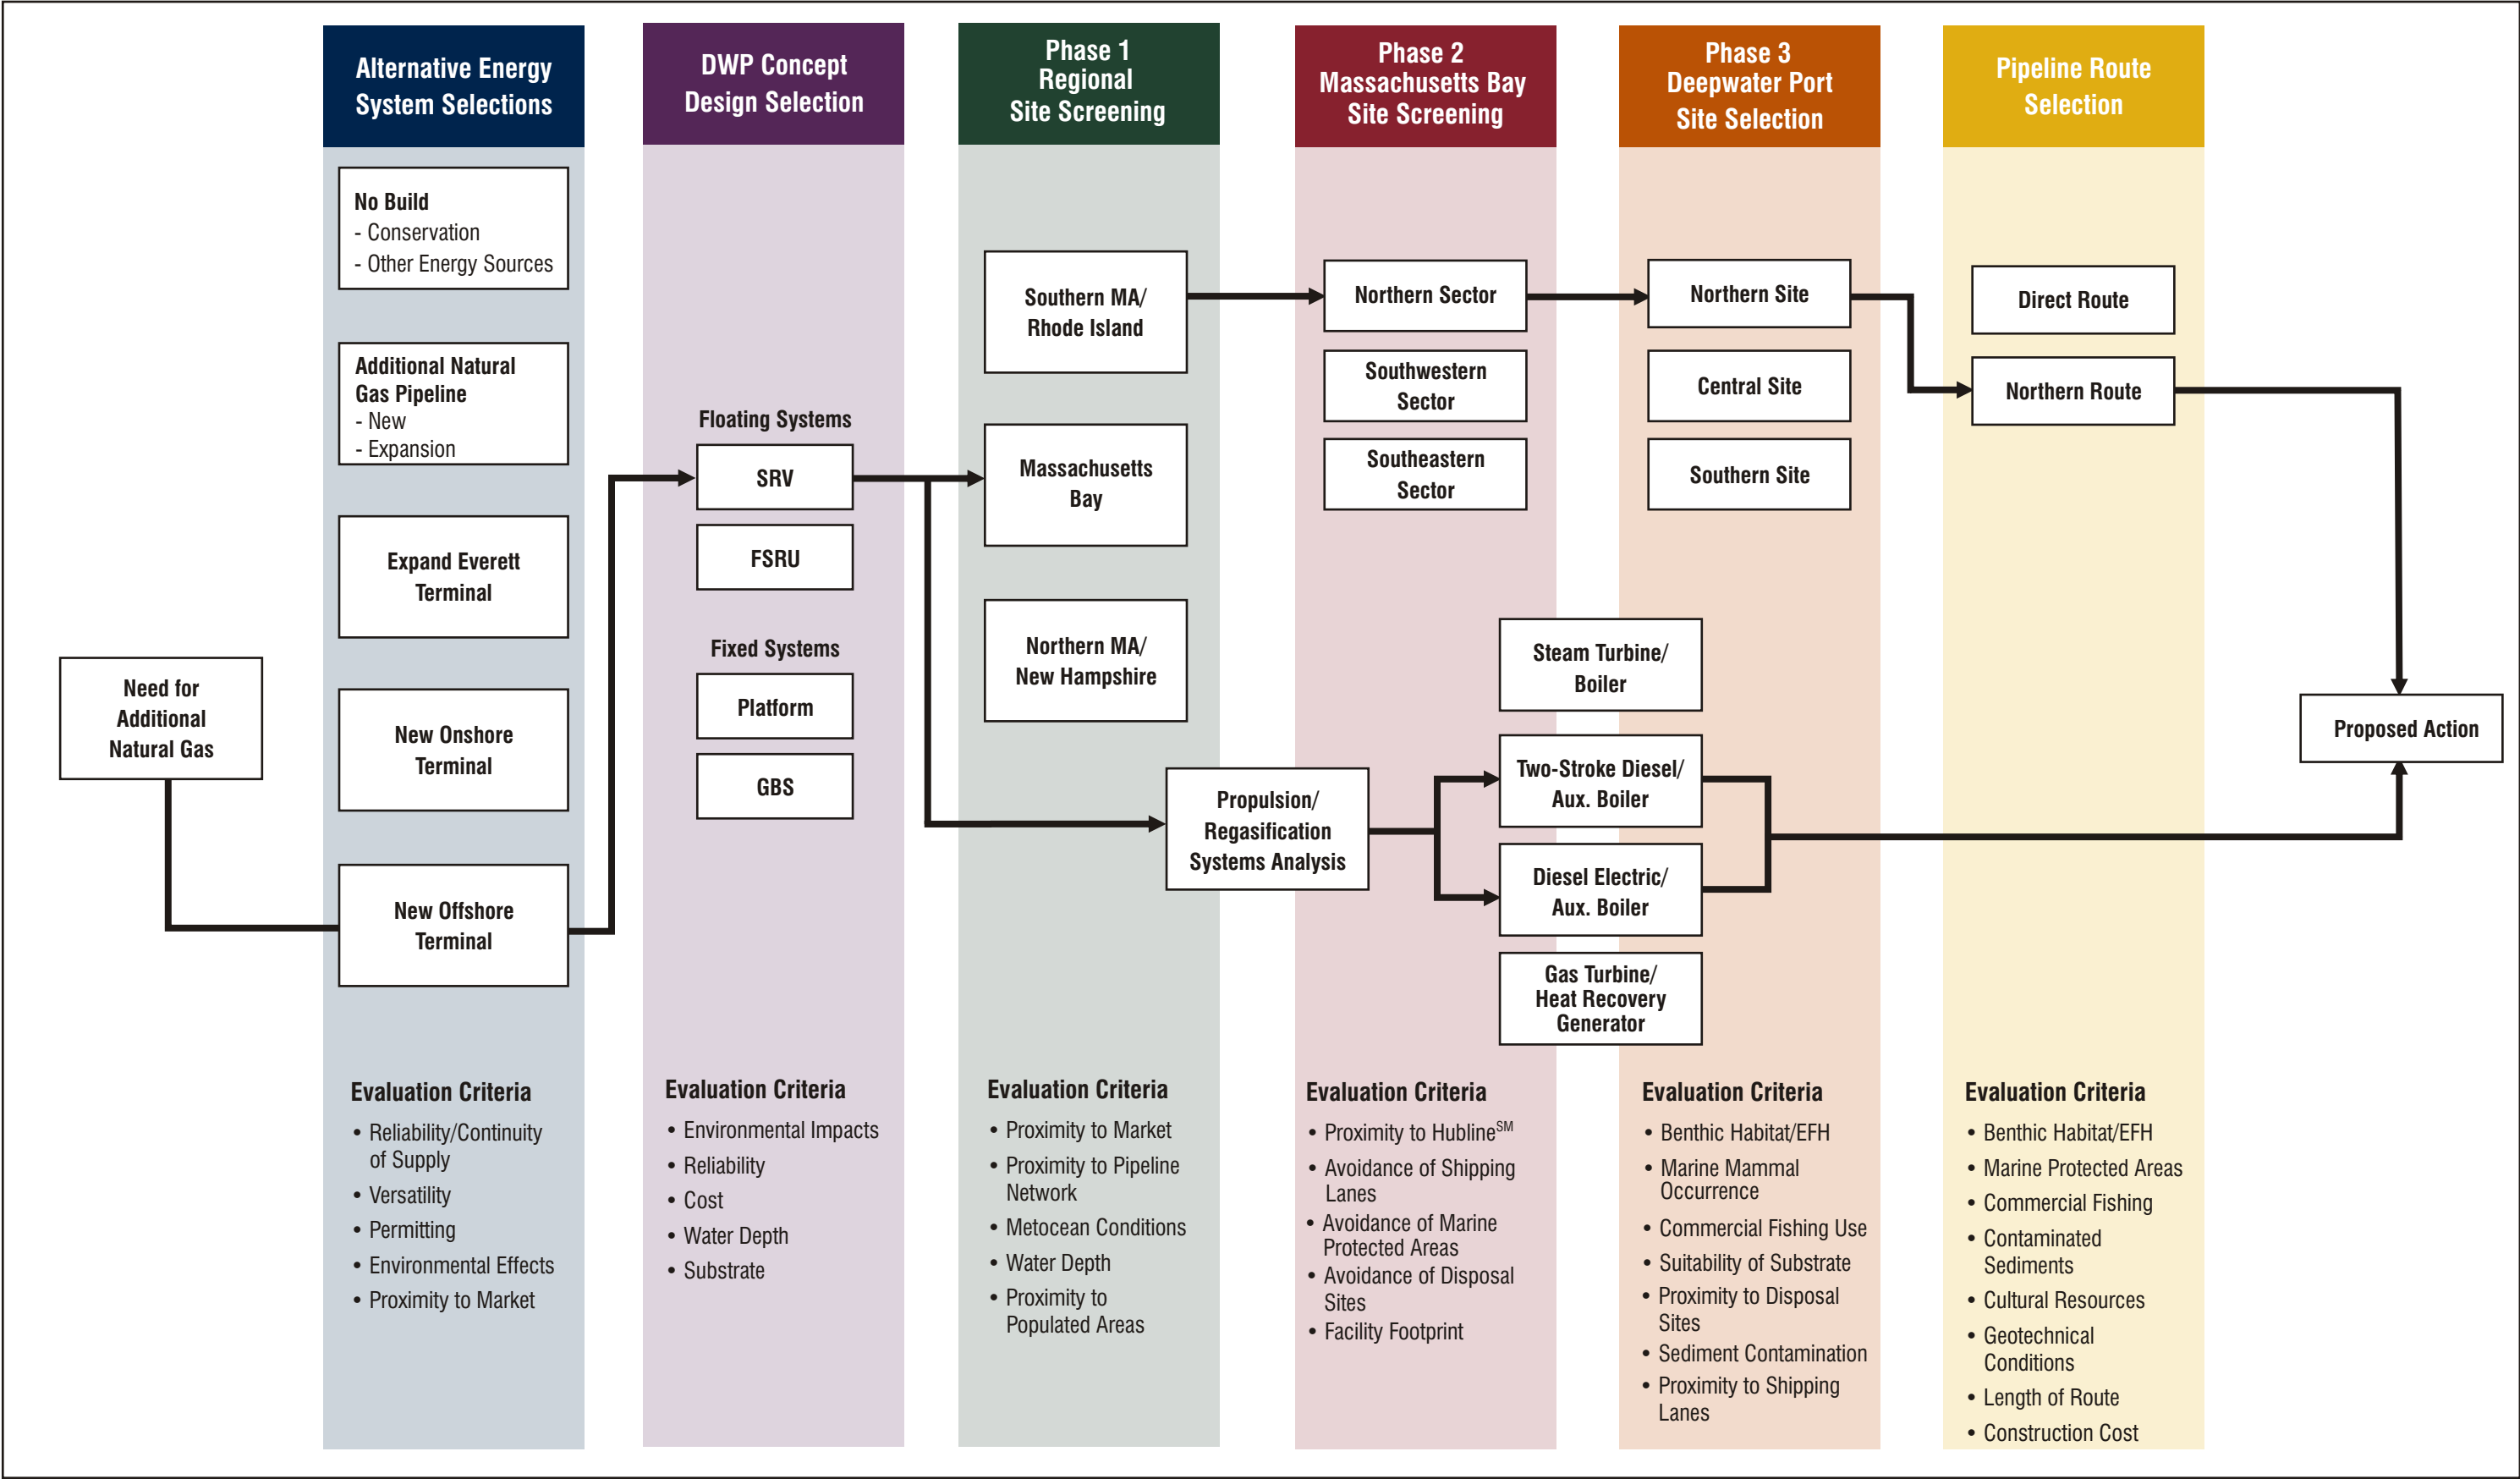 Alternative Energy
System Selections
No Build
- Conservation
- Other Energy Sources
Additional Natural
Gas Pipeline
- New
- Expansion
Expand Everett
Terminal
New Onshore
Terminal
New Offshore
Terminal
Need for
Additional
Natural Gas
Evaluation Criteria
• Reliability/Continuity
of Supply
• Versatility
• Permitting
• Environmental Effects
• Proximity to Market
DWP Concept
Design Selection
Floating Systems
SRV
FSRU
Fixed Systems
Platform
GBS
Evaluation Criteria
• Environmental Impacts
• Reliability
• Cost
• Water Depth
• Substrate
Phase 1
Regional
Site Screening
Southern MA/
Rhode Island
Massachusetts
Bay
Northern MA/
New Hampshire
Propulsion/
Regasification
Systems Analysis
Evaluation Criteria
• Proximity to Market
• Proximity to Pipeline
Network
• Metocean Conditions
• Water Depth
• Proximity to
Populated Areas
Phase 2
Massachusetts Bay
Site Screening
Northern Sector
Southwestern
Sector
Southeastern
Sector
Steam Turbine/
Boiler
Two-Stroke Diesel/
Aux. Boiler
Diesel Electric/
Aux. Boiler
Gas Turbine/
Heat Recovery
Generator
Evaluation Criteria
• Proximity to HublineSM
• Avoidance of Shipping
Lanes
• Avoidance of Marine
Protected Areas
• Avoidance of Disposal
Sites
• Facility Footprint
Phase 3
Deepwater Port
Site Selection
Northern Site
Central Site
Southern Site
Evaluation Criteria
• Benthic Habitat/EFH
• Marine Mammal
Occurrence
• Commercial Fishing Use
• Suitability of Substrate
• Proximity to Disposal
Sites
• Sediment Contamination
• Proximity to Shipping
Lanes
Pipeline Route
Selection
Direct Route
Northern Route
Evaluation Criteria
• Benthic Habitat/EFH
• Marine Protected Areas
• Commercial Fishing
• Contaminated
Sediments
• Cultural Resources
• Geotechnical
Conditions
• Length of Route
• Construction Cost
Proposed Action